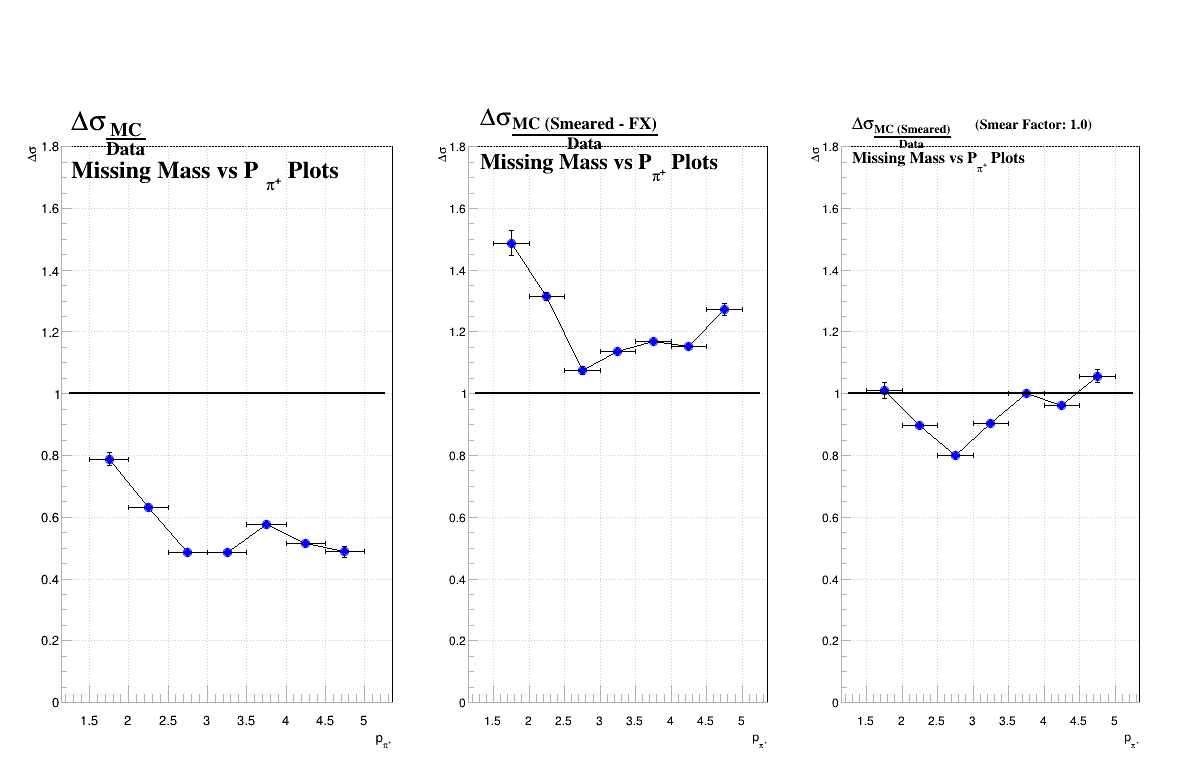 Δσ MC
Data
Missing Mass vs P π+ Plots
Δσ
1.8
1.6
1.4
1.2
1
0.8
0.6
0.4
0.2
0
1.5 2 2.5 3 3.5 4 4.5 5
p π+
Δσ MC (Smeared - FX)
Data
Missing Mass vs P π+ Plots
Δσ
1.8
1.6
1.4
1.2
1
0.8
0.6
0.4
0.2
0
1.5 2 2.5 3 3.5 4 4.5 5
p π+
Δσ MC (Smeared) (Smear Factor: 1.0)
Data
Missing Mass vs P π+ Plots
Δσ
1.8
1.6
1.4
1.2
1
0.8
0.6
0.4
0.2
0
1.5 2 2.5 3 3.5 4 4.5 5
p π+